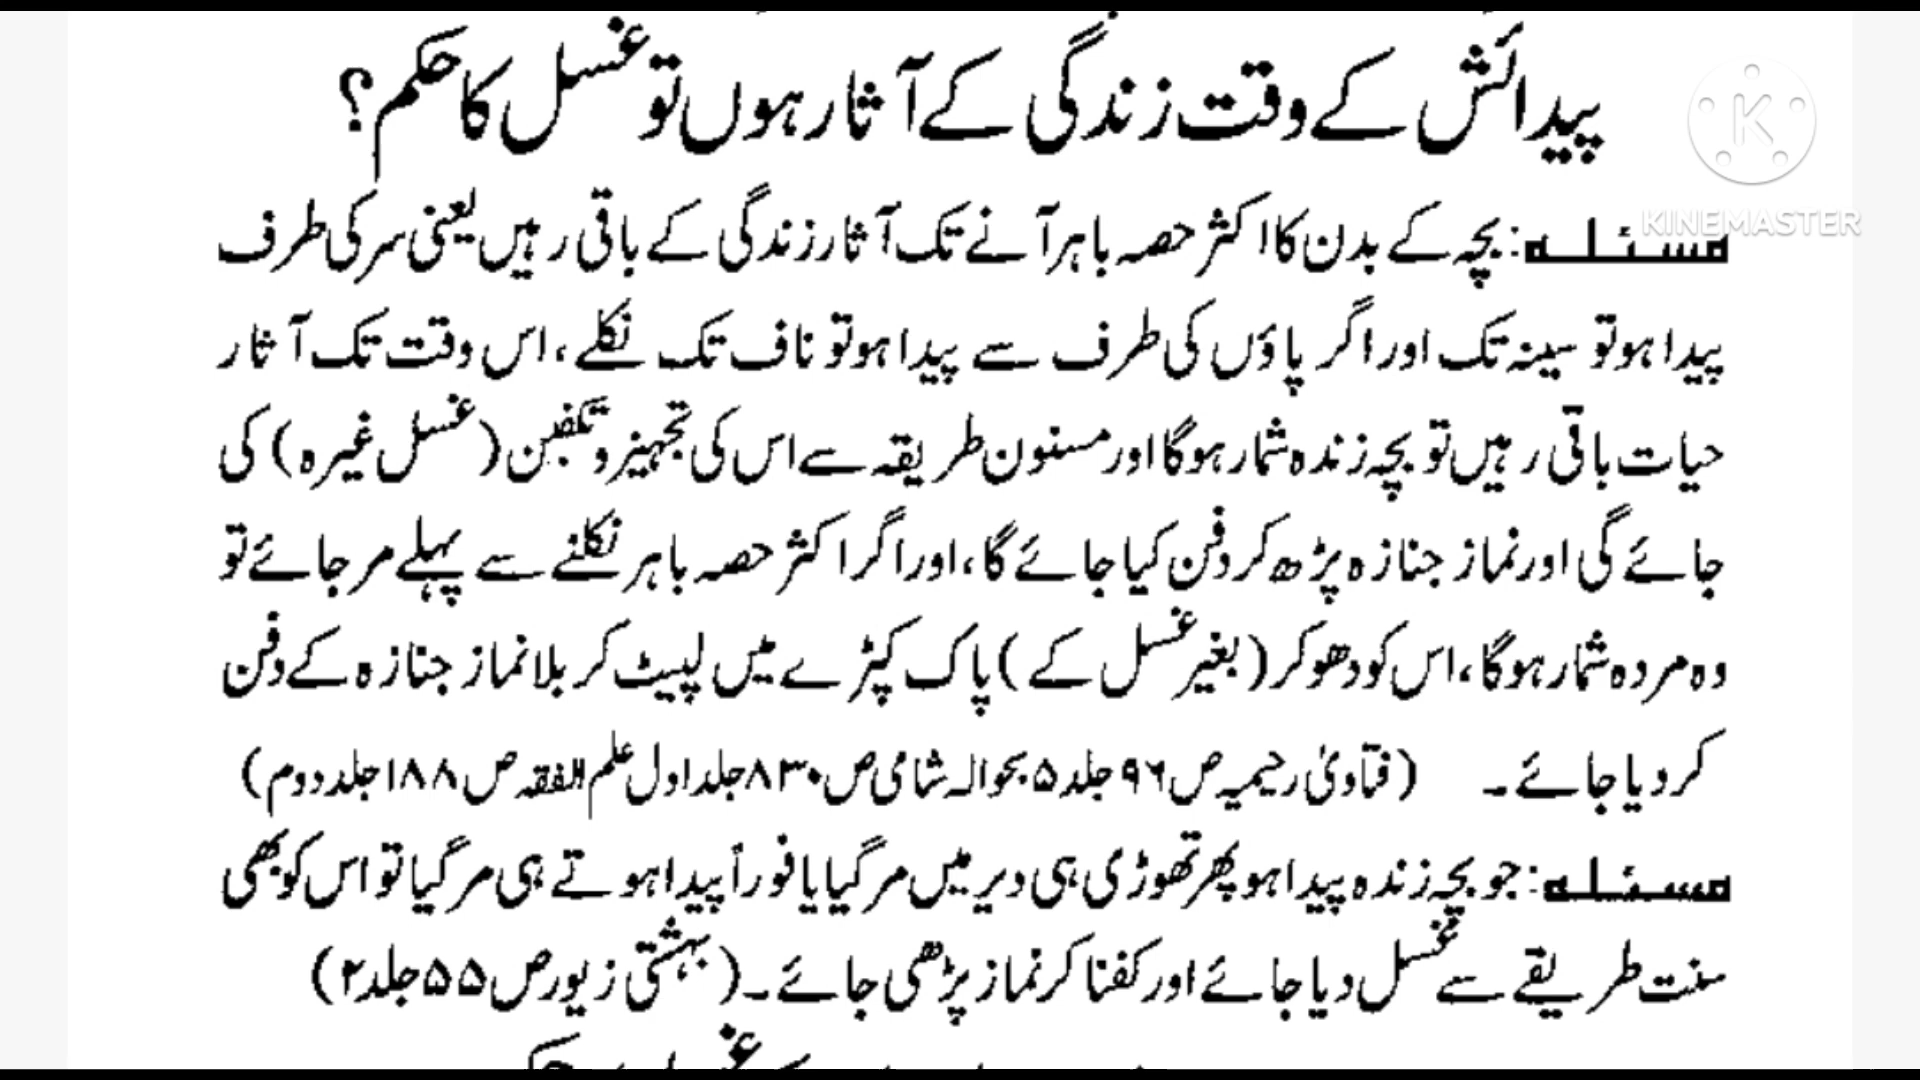 پیدائش کے وقت زندگی کے آثار ہوں تو غسل کا حکم؟
KINEMASTER
مسئلہ: بچہ کے بدن کا اکثر حصہ باہر آنے تک آثار زندگی کے باقی رہیں یعنی سر کی طرف
پیدا ہو تو سینہ تک اور اگر پاؤں کی طرف سے پیدا ہو تو ناف تک نکلے، اس وقت تک آثار
حیات باقی رہیں تو بچہ زندہ شمار ہوگا اور مسنون طریقہ سے اس کی تجہیز و تکفین (غسل غیرہ) کی
جائے گی اور نماز جنازہ پڑھ کر دفن کیا جائے گا، اور اگر اکثر حصہ باہر نکلنے سے پہلے مر جائے تو
وہ مردہ شمار ہوگا، اس کو دھو کر (بغیر غسل کے) پاک کپڑے میں لپیٹ کر بلا نماز جنازہ کے دفن
کر دیا جائے۔ (فتاویٰ رحیمیہ ص ۹۶ جلد ۵ بحوالہ شامی ص ۸۳۰ جلد اول علم الفقہ ص ۱۸۸ جلد دوم)
مسئلہ: جو بچہ زندہ پیدا ہو پھر تھوڑی ہی دیر میں مر گیا یا فوراً پیدا ہوتے ہی مر گیا تو اس کو بھی
سنت طریقے سے غسل دیا جائے اور کفنا کر نماز پڑھی جائے۔ (بہشتی زیور ص ۵۵ جلد ۲)